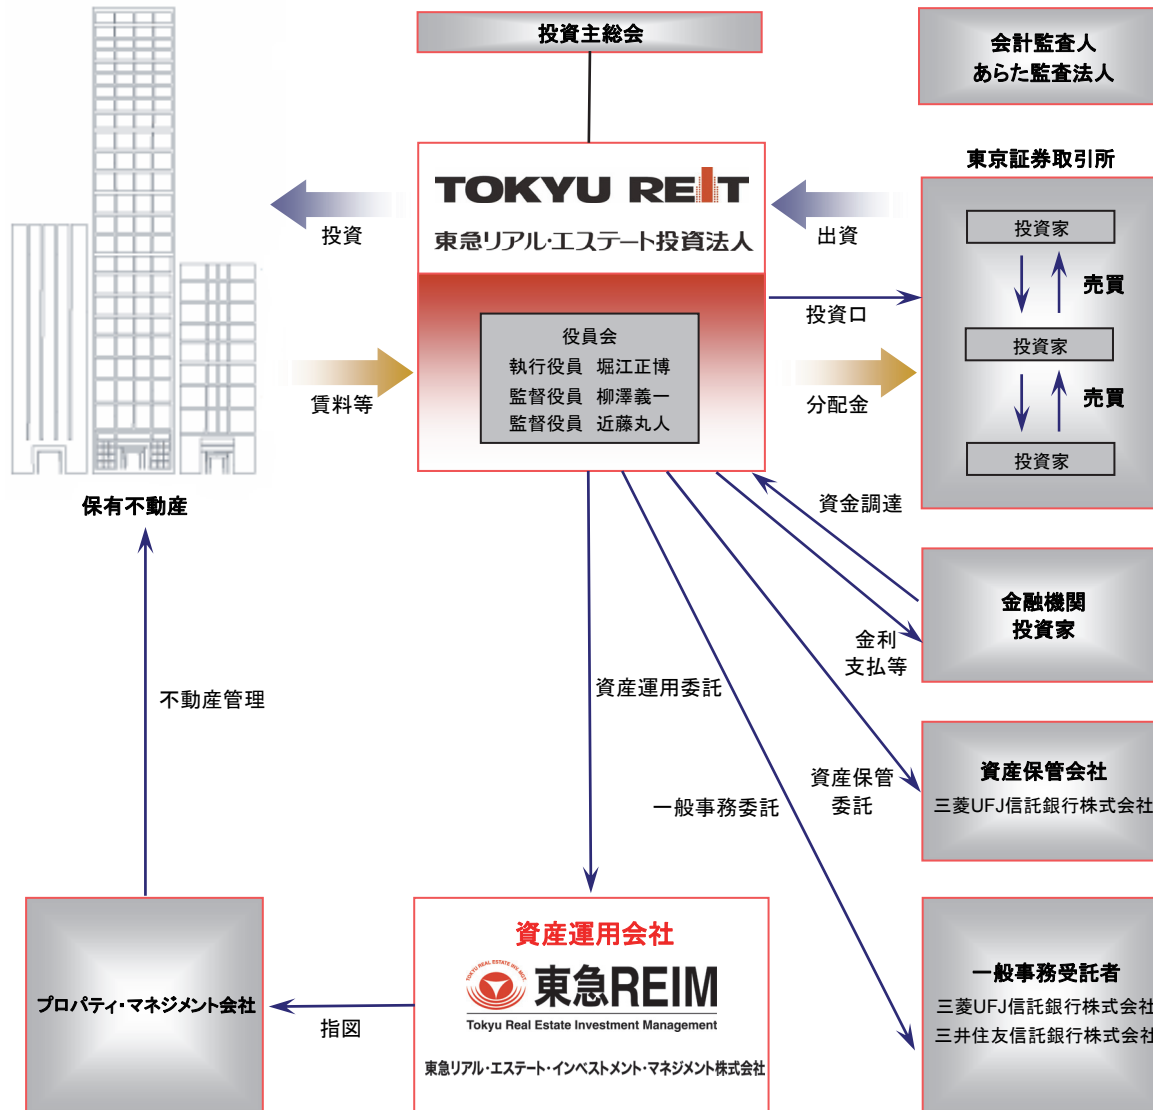 投資主総会
会計監査人
あらた監査法人
TOKYU REIT
東急リアル・エステート投資法人
投資
出資
東京証券取引所
投資家
売買
投資家
売買
投資家
投資口
役員会
執行役員 堀江正博
監督役員 柳澤義一
監督役員 近藤丸人
賃料等
分配金
保有不動産
資金調達
金融機関
投資家
金利
支払等
不動産管理
資産運用委託
資産保管
委託
一般事務委託
資産保管会社
三菱UFJ信託銀行株式会社
プロパティ・マネジメント会社
指図
資産運用会社
TOKYU REAL ESTATE INV. MGT.
東急REIM
Tokyu Real Estate Investment Management
東急リアル・エステート・インベストメント・マネジメント株式会社
一般事務受託者
三菱UFJ信託銀行株式会社
三井住友信託銀行株式会社